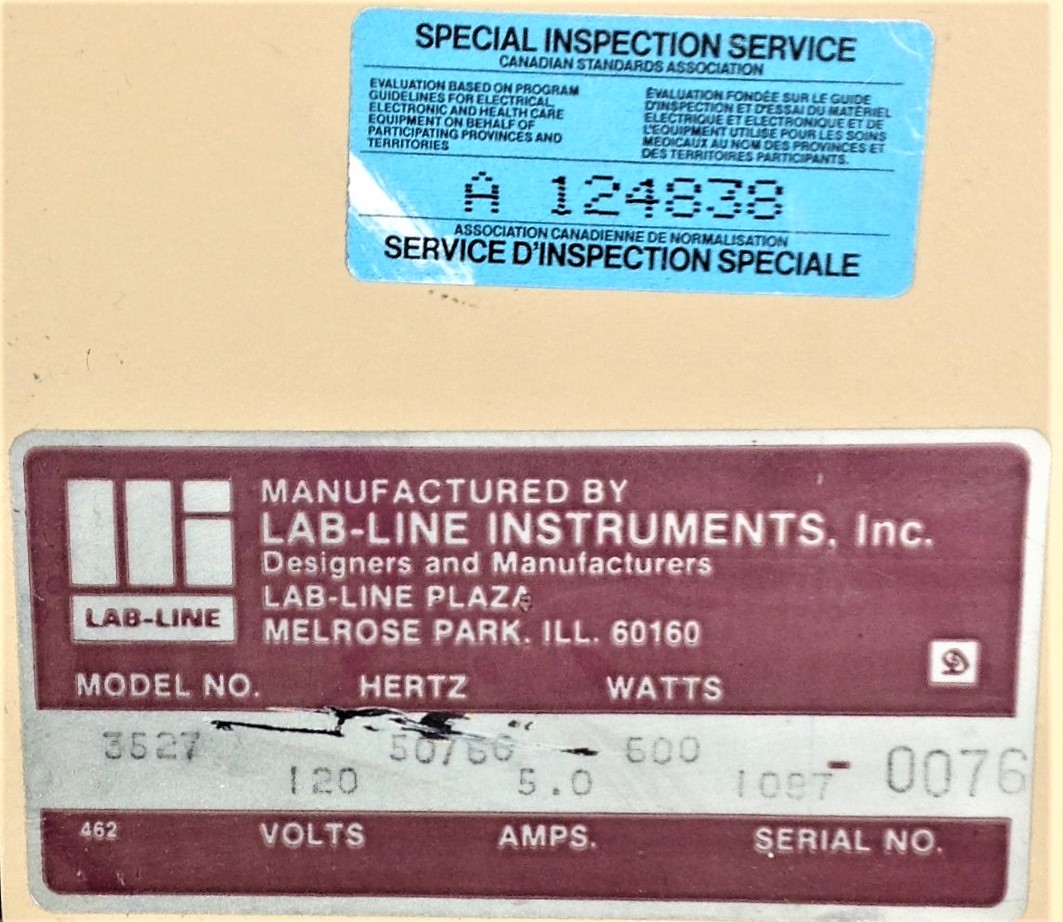 SPECIAL INSPECTION SERVICE
CANADIAN STANDARDS ASSOCIATION
EVALUATION BASED ON PROGRAM
GUIDELINES FOR ELECTRICAL,
ELECTRONIC AND HEALTH CARE
EQUIPMENT ON BEHALF OF
PARTICIPATING PROVINCES AND
TERRITORIES
ÉVALUATION FONDÉE SUR LE GUIDE
D'INSPECTION ET D'ESSAI DU MATÉRIEL
ELECTRIQUE ET ELECTRONIQUE ET DE
L'EQUIPMENT UTILISÉ POUR LES SOINS
MEDICAUX AU NOM DES PROVINCES ET
DES TERRITOIRES PARTICIPANTS.
A 124838
ASSOCIATION CANADIENNE DE NORMALISATION
SERVICE D'INSPECTION SPECIALE
MANUFACTURED BY
LAB-LINE INSTRUMENTS, Inc.
Designers and Manufacturers
LAB-LINE PLAZA
LAB-LINE
MELROSE PARK, ILL. 60160
MODEL NO. HERTZ WATTS
3527 50/60 600
120 5.0 1087 - 0076
462 VOLTS AMPS. SERIAL NO.